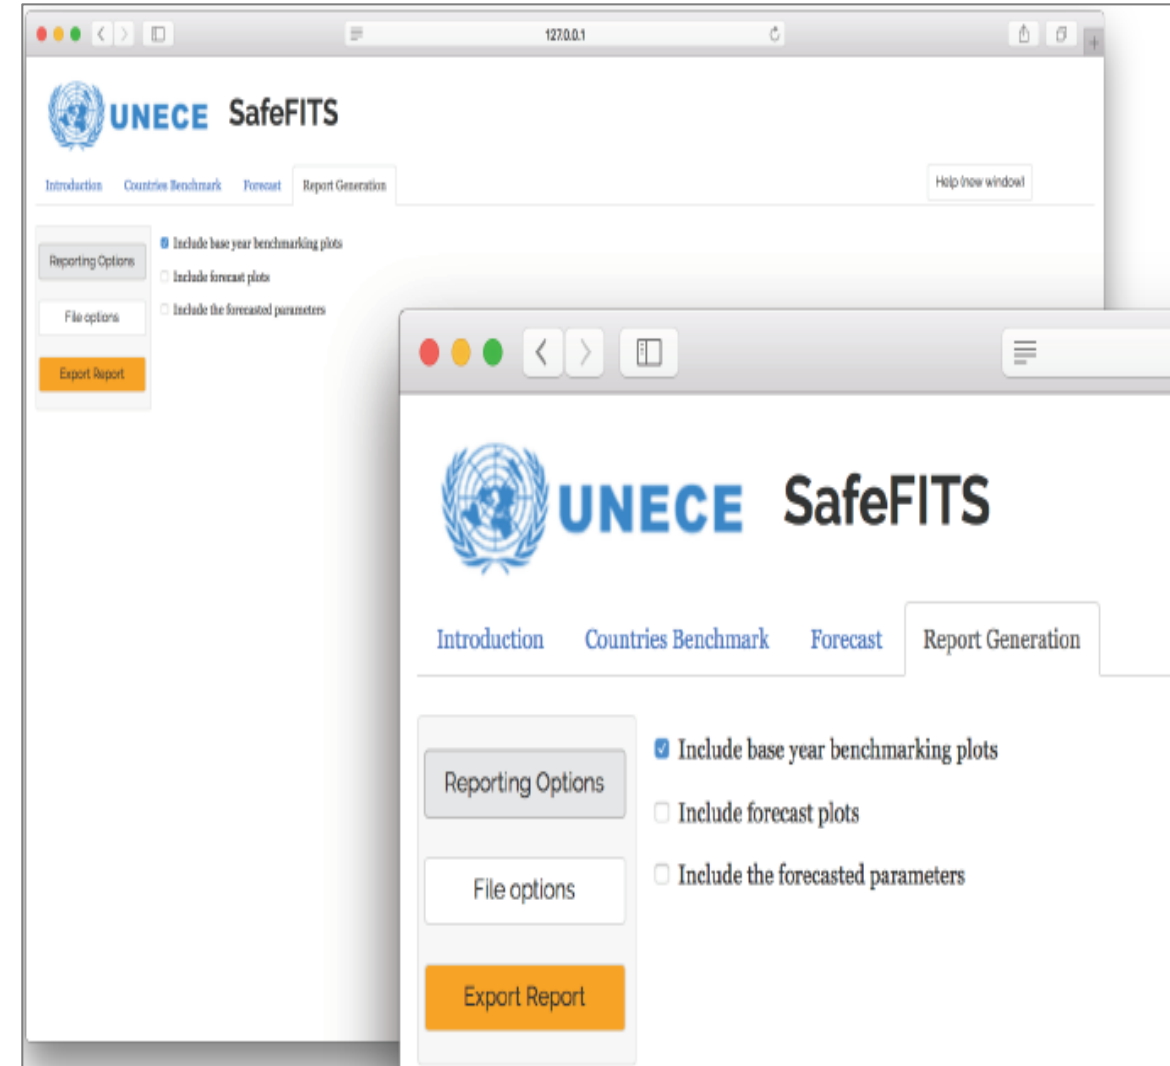 127.0.0.1
UNECE SafeFITS
Introduction Countries Benchmark Forecast Report Generation Help (new window)
Reporting Options
Include base year benchmarking plots
Include forecast plots
File options
Include the forecasted parameters
Export Report
UNECE SafeFITS
Introduction Countries Benchmark Forecast Report Generation
Include base year benchmarking plots
Reporting Options
Include forecast plots
File options
Include the forecasted parameters
Export Report